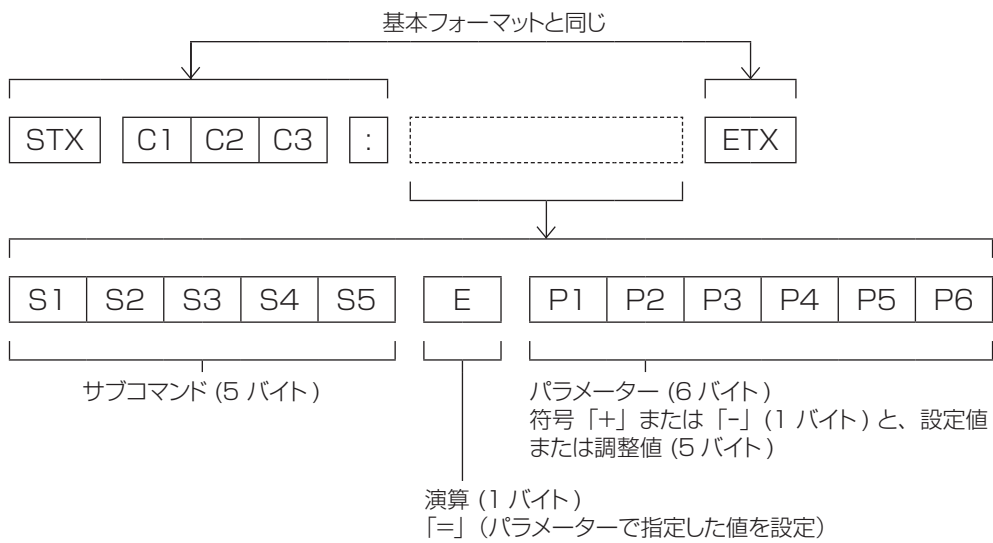 基本フォーマットと同じ
STX C1 C2 C3 : ETX
S1 S2 S3 S4 S5 E P1 P2 P3 P4 P5 P6
サブコマンド (5 バイト)
パラメーター (6 バイト)
符号「+」または「-」(1 バイト) と、設定値
または調整値 (5 バイト)
演算 (1 バイト)
「=」(パラメーターで指定した値を設定)